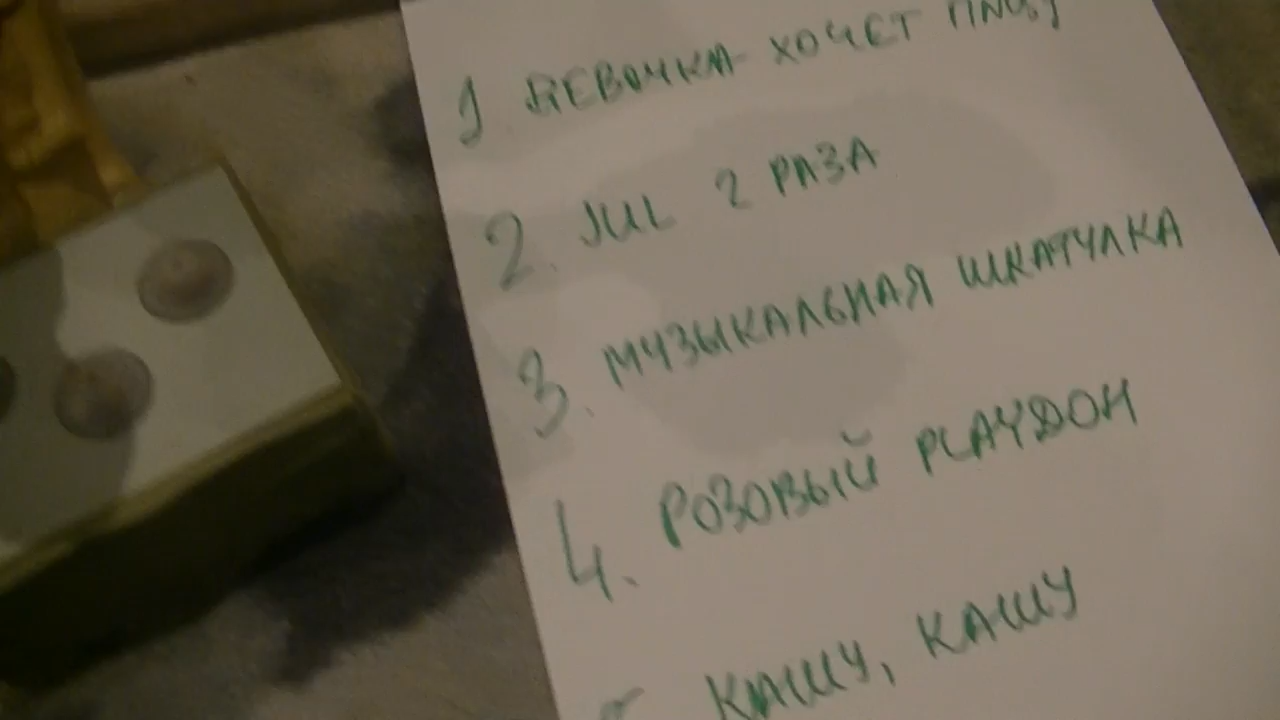 1 ДЕВОЧКА ХОЧЕТ
2. JUL 2 РАЗА
3. МУЗЫКАЛЬНАЯ ШКАТУЛКА
4. РОЗОВЫЙ PLAYDOH
КАШУ, КАШУ